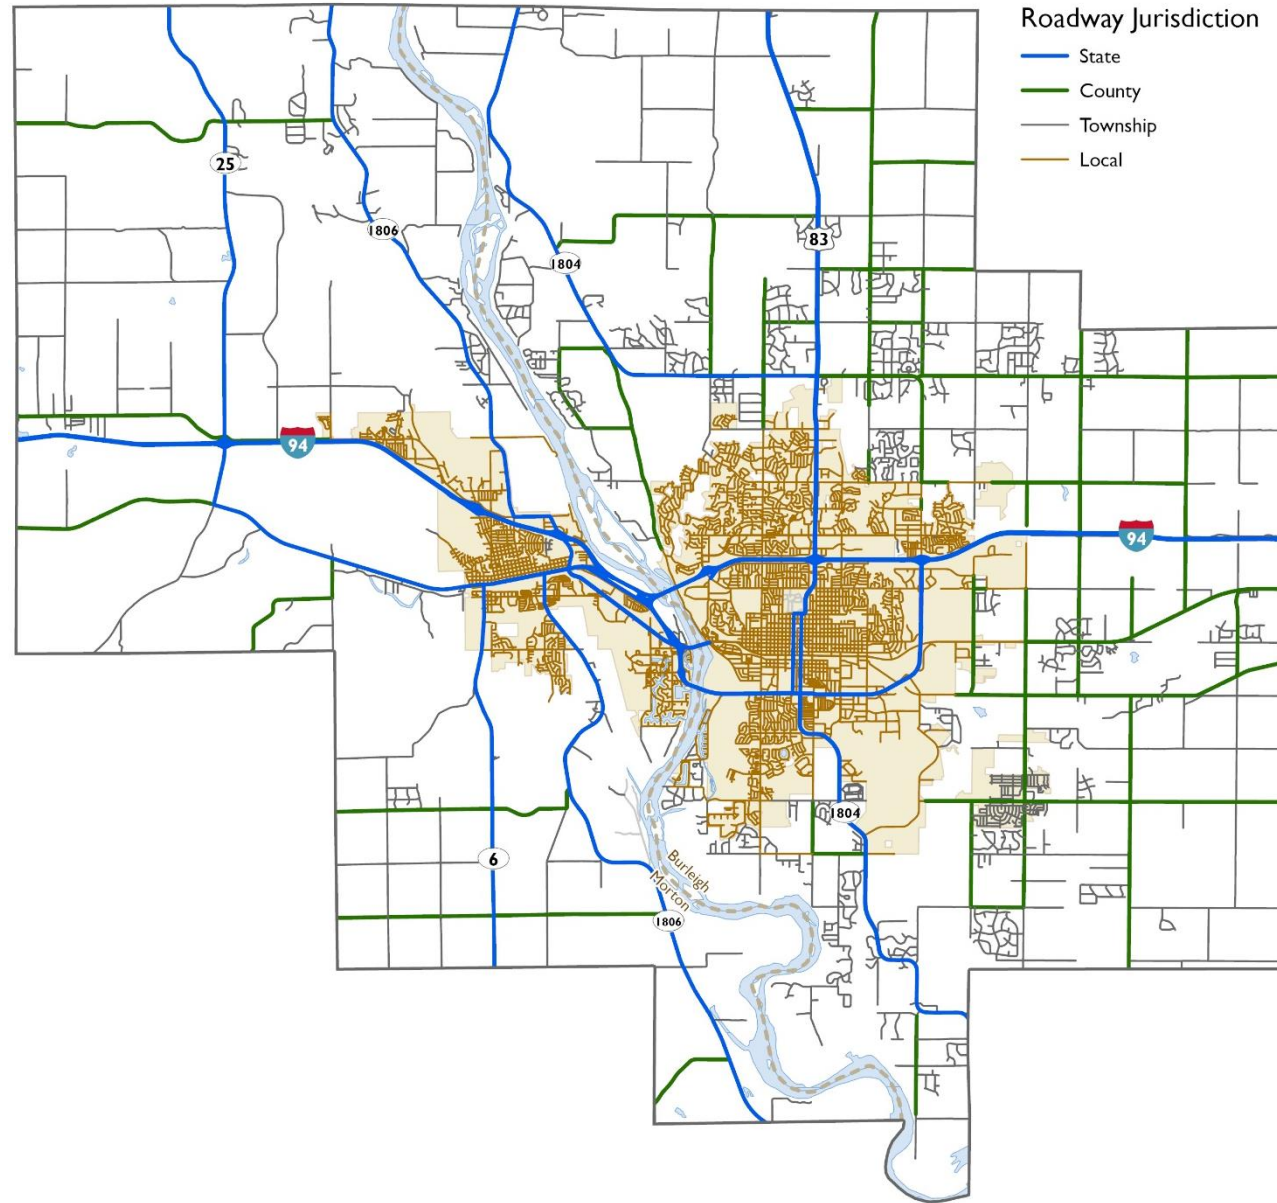 Roadway Jurisdiction
State
County
Township
Local
25
1806
83
1804
94
94
1804
6
Burleigh
Morton
1806